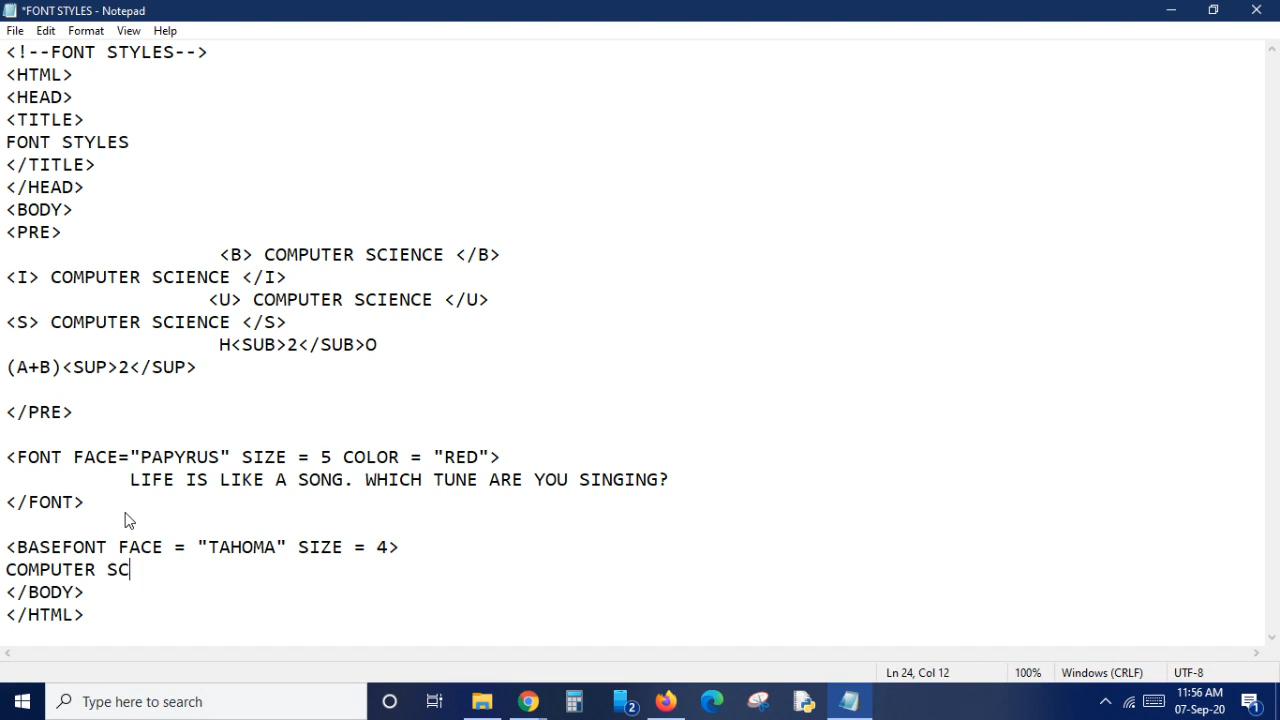 *FONT STYLES - Notepad
File Edit Format View Help
<!--FONT STYLES-->
<HTML>
<HEAD>
<TITLE>
FONT STYLES
</TITLE>
</HEAD>
<BODY>
<PRE>
<B> COMPUTER SCIENCE </B>
<I> COMPUTER SCIENCE </I>
<U> COMPUTER SCIENCE </U>
<S> COMPUTER SCIENCE </S>
H<SUB>2</SUB>O
(A+B)<SUP>2</SUP>
</PRE>
<FONT FACE="PAPYRUS" SIZE = 5 COLOR = "RED">
LIFE IS LIKE A SONG. WHICH TUNE ARE YOU SINGING?
</FONT>
<BASEFONT FACE = "TAHOMA" SIZE = 4>
COMPUTER SC
</BODY>
</HTML>
Ln 24, Col 12 100% Windows (CRLF) UTF-8
Type here to search 2 11:56 AM
07-Sep-20 1